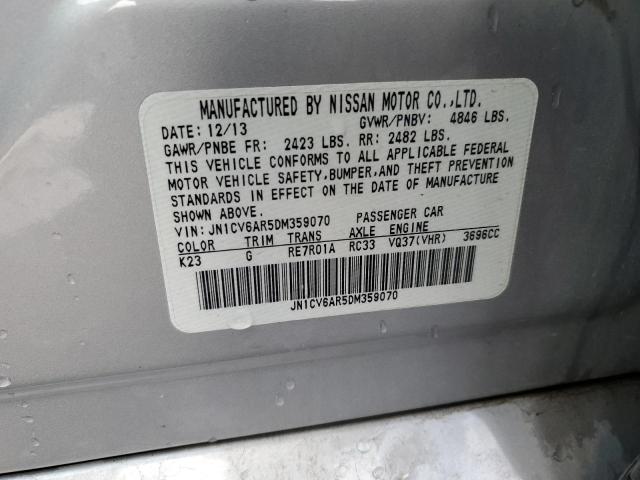 MANUFACTURED BY NISSAN MOTOR CO.,LTD.
DATE: 12/13 GVWR/PNBV: 4846 LBS.
GAWR/PNBE FR: 2423 LBS. RR: 2482 LBS.
THIS VEHICLE CONFORMS TO ALL APPLICABLE FEDERAL
MOTOR VEHICLE SAFETY, BUMPER, AND THEFT PREVENTION
STANDARDS IN EFFECT ON THE DATE OF MANUFACTURE
SHOWN ABOVE.
VIN: JN1CV6AR5DM359070 PASSENGER CAR
COLOR TRIM TRANS AXLE ENGINE
K23 G RE7R01A RC33 VQ37(VHR) 3696CC
JN1CV6AR5DM359070